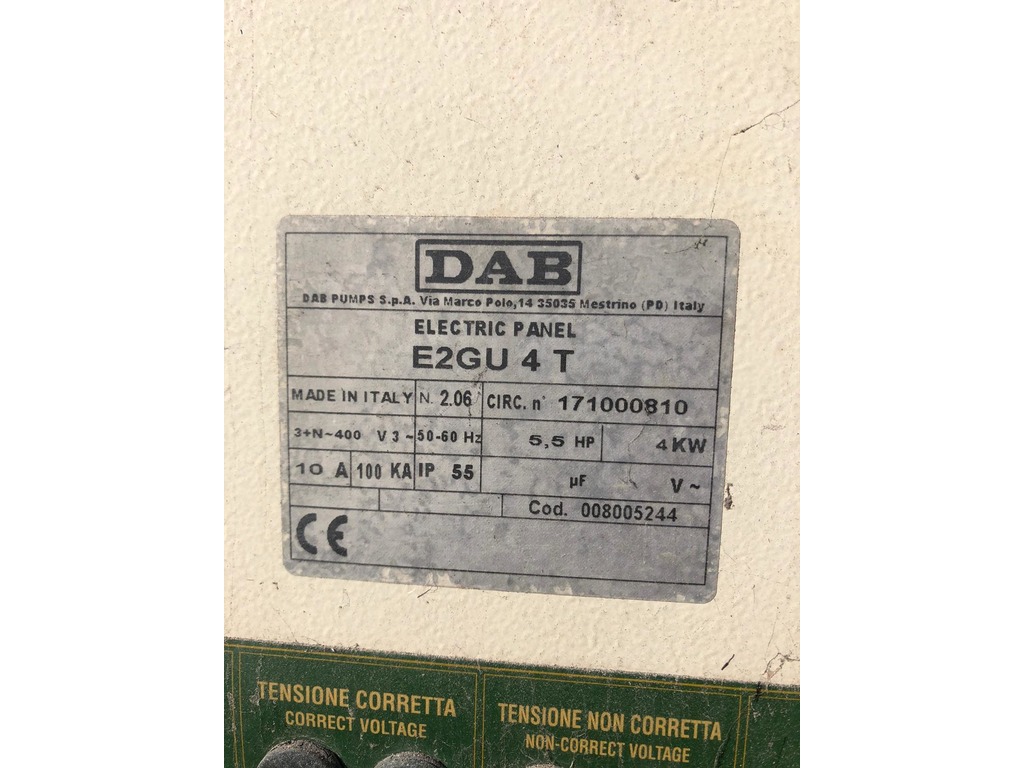 DAB
DAB PUMPS S.p.A. Via Marco Polo,14 35035 Mestrino (PD) Italy
ELECTRIC PANEL
E2GU 4 T
MADE IN ITALY N. 2.06 CIRC. n° 171000810
3+N~400 V 3~ 50-60 Hz 5,5 HP 4 KW
10 A 100 KA IP 55 µF V~
Cod. 008005244
CE
TENSIONE CORRETTA
CORRECT VOLTAGE
TENSIONE NON CORRETTA
NON-CORRECT VOLTAGE